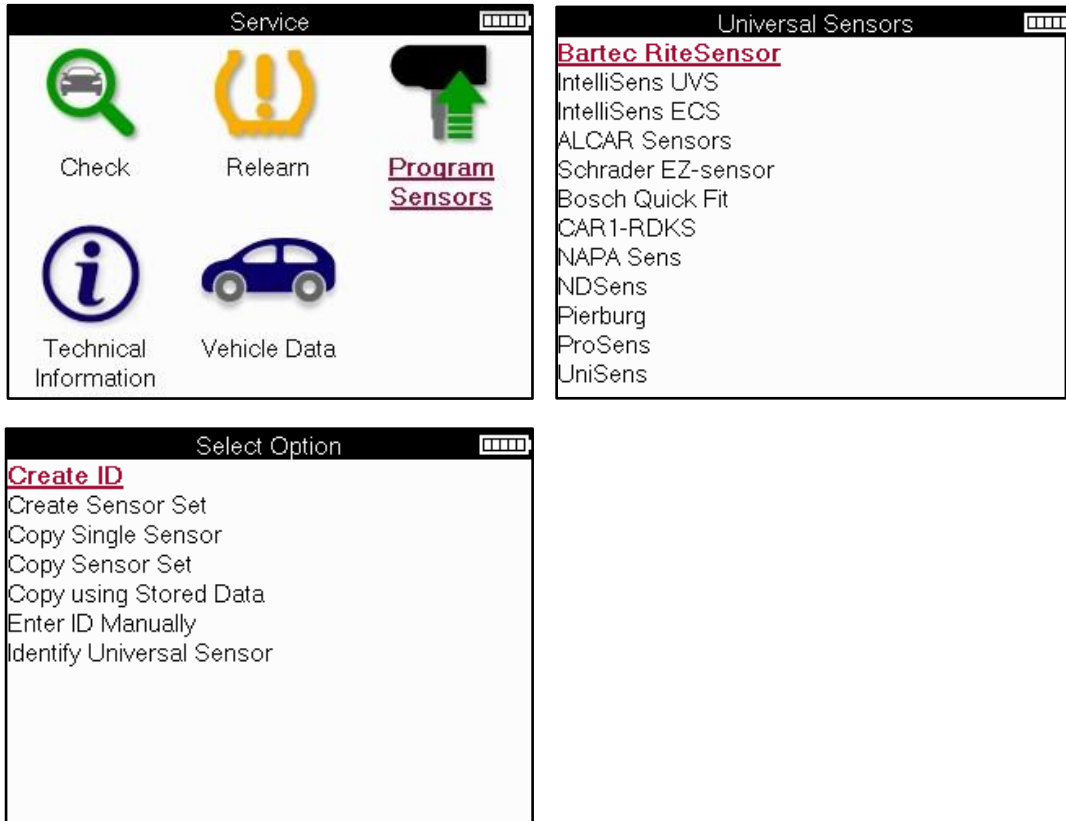 Service
Check
Relearn
Program
Sensors
Technical
Information
Vehicle Data
Universal Sensors
Bartec RiteSensor
IntelliSens UVS
IntelliSens ECS
ALCAR Sensors
Schrader EZ-sensor
Bosch Quick Fit
CAR1-RDKS
NAPA Sens
NDSens
Pierburg
ProSens
UniSens
Select Option
Create ID
Create Sensor Set
Copy Single Sensor
Copy Sensor Set
Copy using Stored Data
Enter ID Manually
Identify Universal Sensor